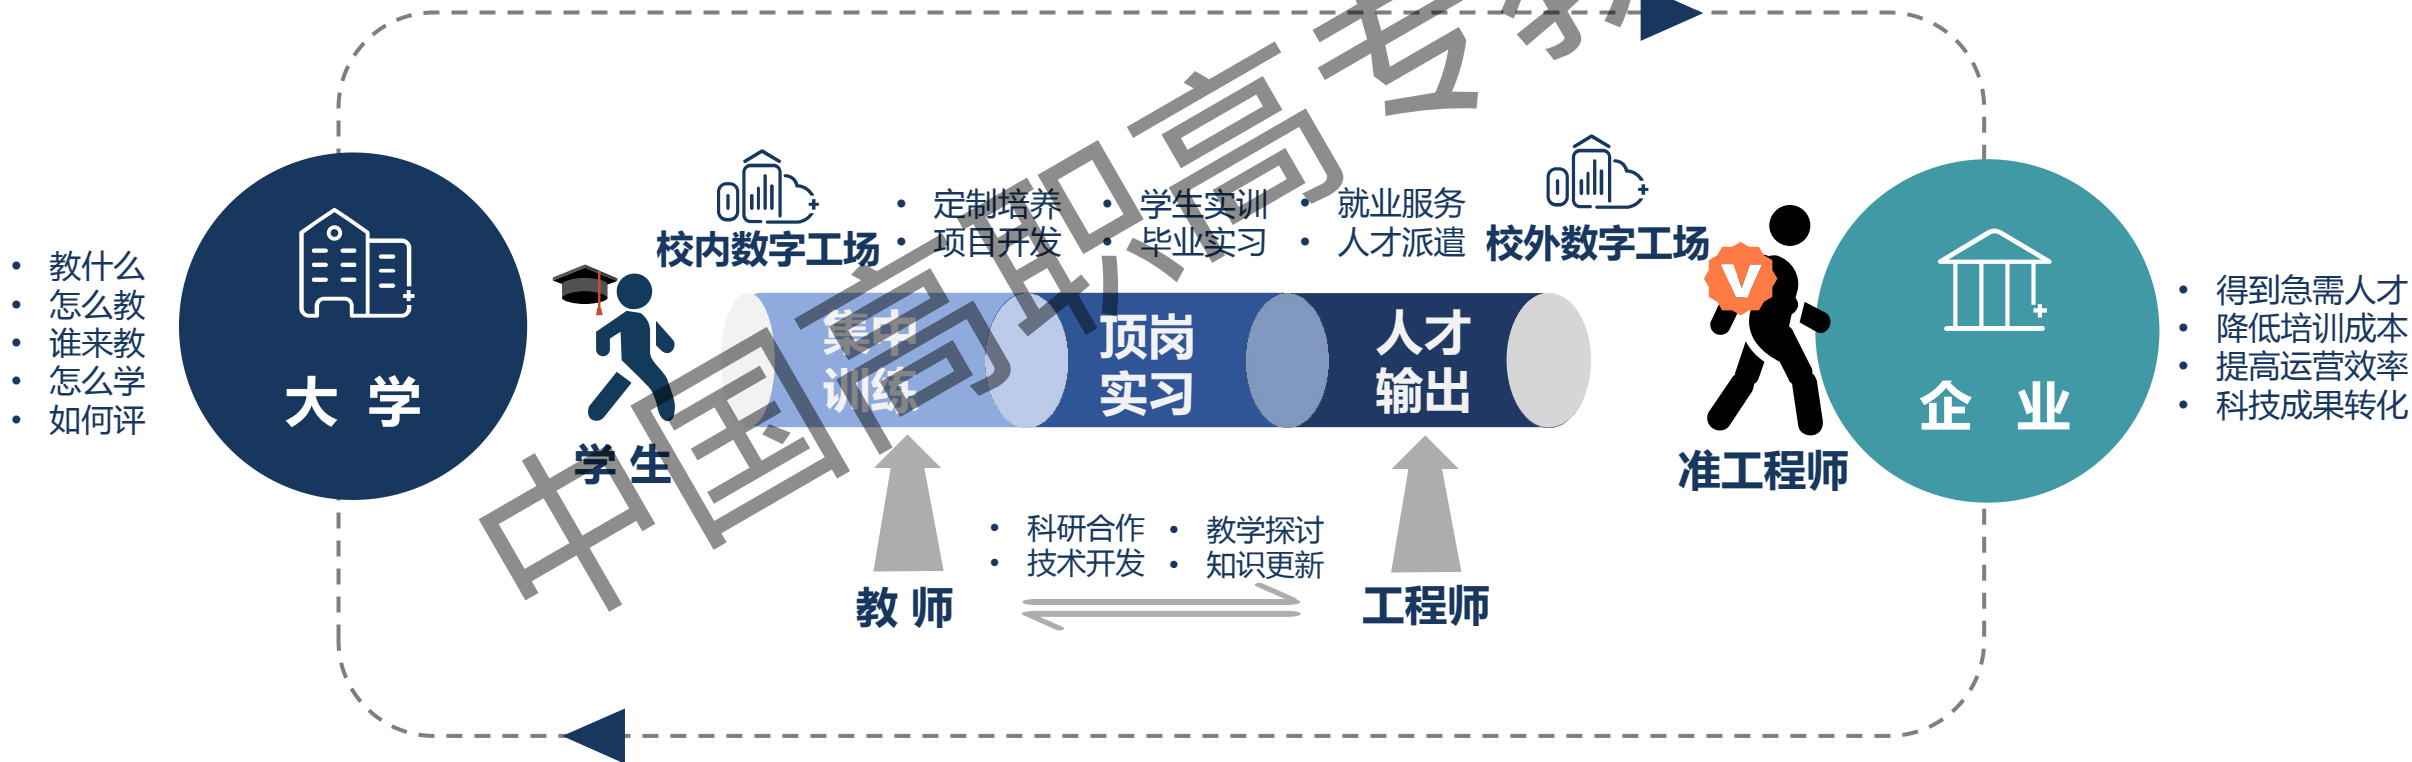 中国高职高专教
教什么
怎么教
谁来教
怎么学
如何评
大 学
学 生
校内数字工场
定制培养
项目开发
学生实训
毕业实习
就业服务
人才派遣
校外数字工场
集中
训练
顶岗
实习
人才
输出
准工程师
企 业
得到急需人才
降低培训成本
提高运营效率
科技成果转化
科研合作
技术开发
教学探讨
知识更新
教 师
工程师